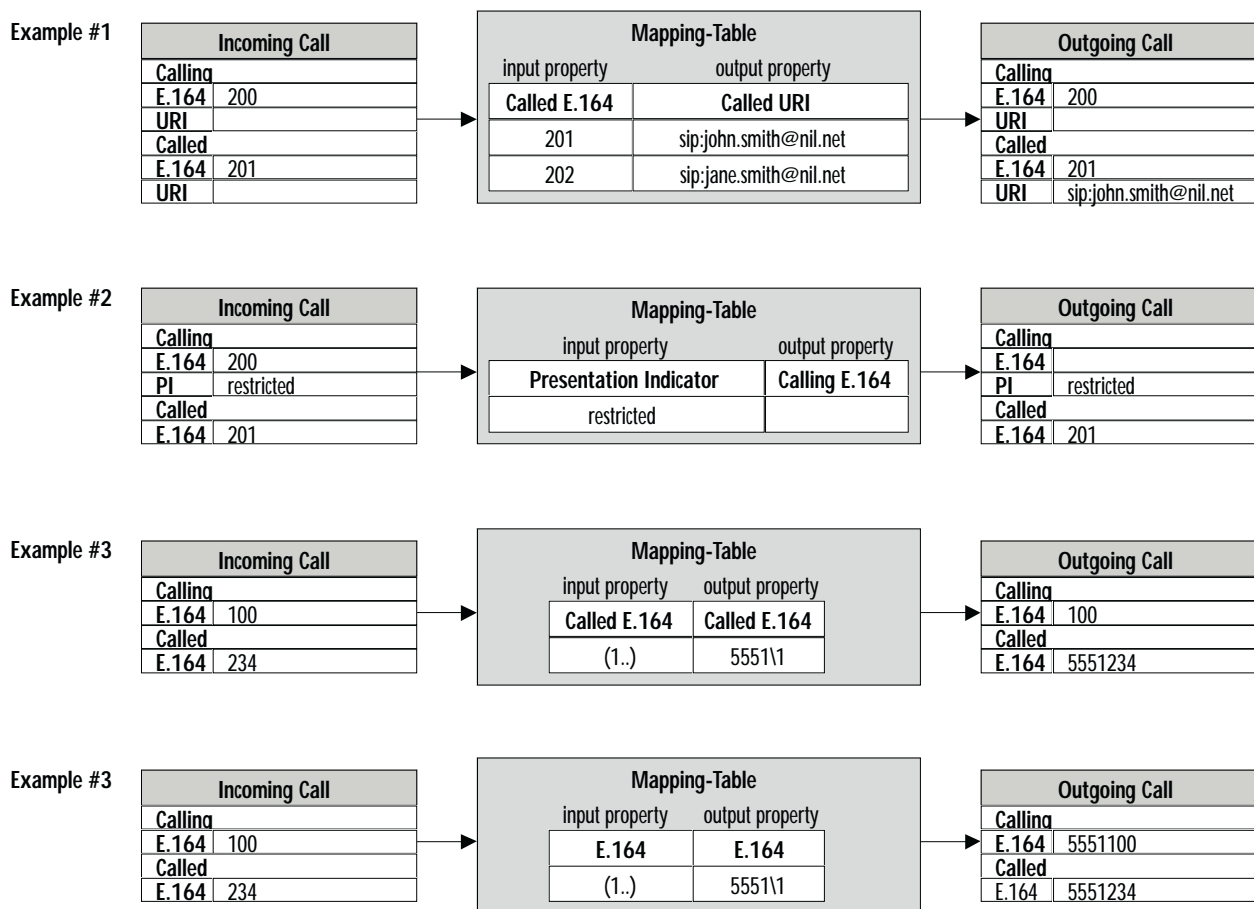 Example #1
Incoming Call
Calling
E.164 200
URI
Called
E.164 201
URI
Mapping-Table
input property output property
Called E.164 Called URI
201 sip:john.smith@nil.net
202 sip:jane.smith@nil.net
Outgoing Call
Calling
E.164 200
URI
Called
E.164 201
URI sip:john.smith@nil.net
Example #2
Incoming Call
Calling
E.164 200
PI restricted
Called
E.164 201
Mapping-Table
input property output property
Presentation Indicator Calling E.164
restricted
Outgoing Call
Calling
E.164
PI restricted
Called
E.164 201
Example #3
Incoming Call
Calling
E.164 100
Called
E.164 234
Mapping-Table
input property output property
Called E.164 Called E.164
(1..) 5551\1
Outgoing Call
Calling
E.164 100
Called
E.164 5551234
Example #3
Incoming Call
Calling
E.164 100
Called
E.164 234
Mapping-Table
input property output property
E.164 E.164
(1..) 5551\1
Outgoing Call
Calling
E.164 5551100
Called
E.164 5551234